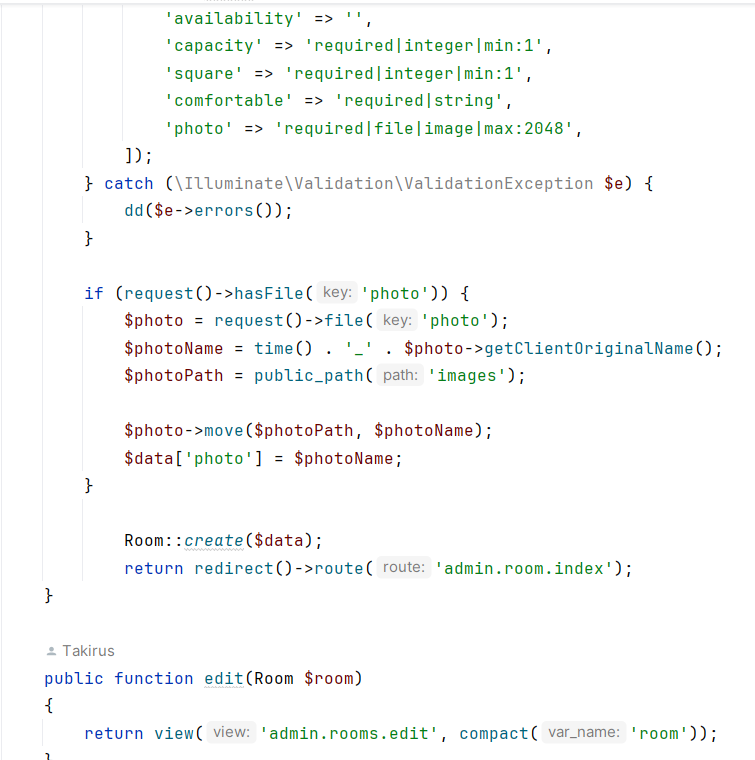 'availability' => '',
'capacity' => 'required|integer|min:1',
'square' => 'required|integer|min:1',
'comfortable' => 'required|string',
'photo' => 'required|file|image|max:2048',
]);
} catch (\Illuminate\Validation\ValidationException $e) {
dd($e->errors());
}
if (request()->hasFile( key: 'photo')) {
$photo = request()->file( key: 'photo');
$photoName = time() . '_' . $photo->getClientOriginalName();
$photoPath = public_path( path: 'images');
$photo->move($photoPath, $photoName);
$data['photo'] = $photoName;
}
Room::create($data);
return redirect()->route( route: 'admin.room.index');
}
Takirus
public function edit(Room $room)
{
return view( view: 'admin.rooms.edit', compact( var_name: 'room'));
}